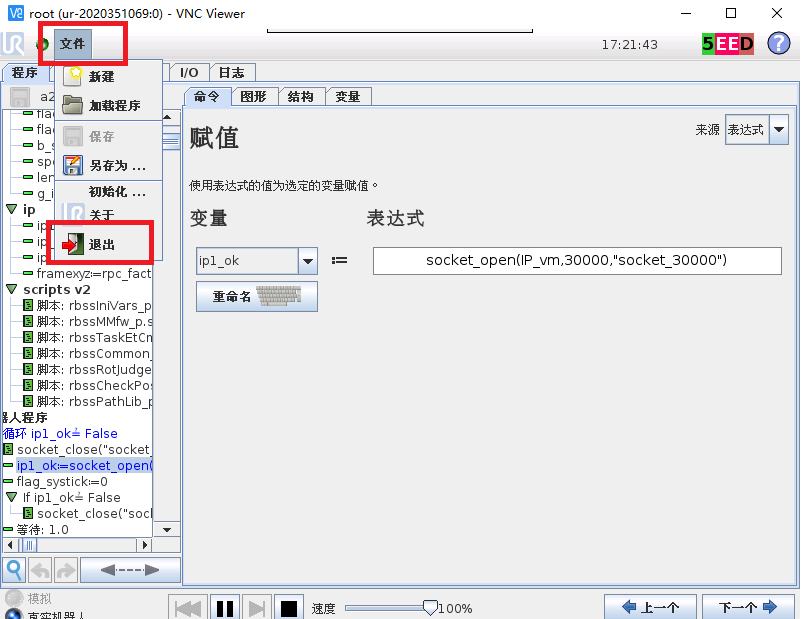 root (ur-2020351069:0) - VNC Viewer
文件
17:21:43
5EED
?
程序
I/O
日志
新建
加载程序
保存
另存为 ...
初始化 ...
关于
退出
a2
flag
flag
b_s
spe
len
g_i
ip
ip
ip
ip
framexyz≔rpc_fact
scripts v2
脚本: rbssIniVars_p
脚本: rbssMMfw_p.s
脚本: rbssTaskEtCm
脚本: rbssCommon_
脚本: rbssRotJudge
脚本: rbssCheckPos
脚本: rbssPathLib_p
器人程序
循环 ip1_ok≟ False
socket_close("socket_
ip1_ok≔socket_open(
flag_systick≔0
If ip1_ok≟ False
socket_close("socl
等待: 1.0
命令
图形
结构
变量
赋值
来源
表达式
使用表达式的值为选定的变量赋值。
变量
表达式
ip1_ok
:=
socket_open(IP_vm,30000,"socket_30000")
重命名
模拟
真实机器人
速度
100%
上一个
下一个